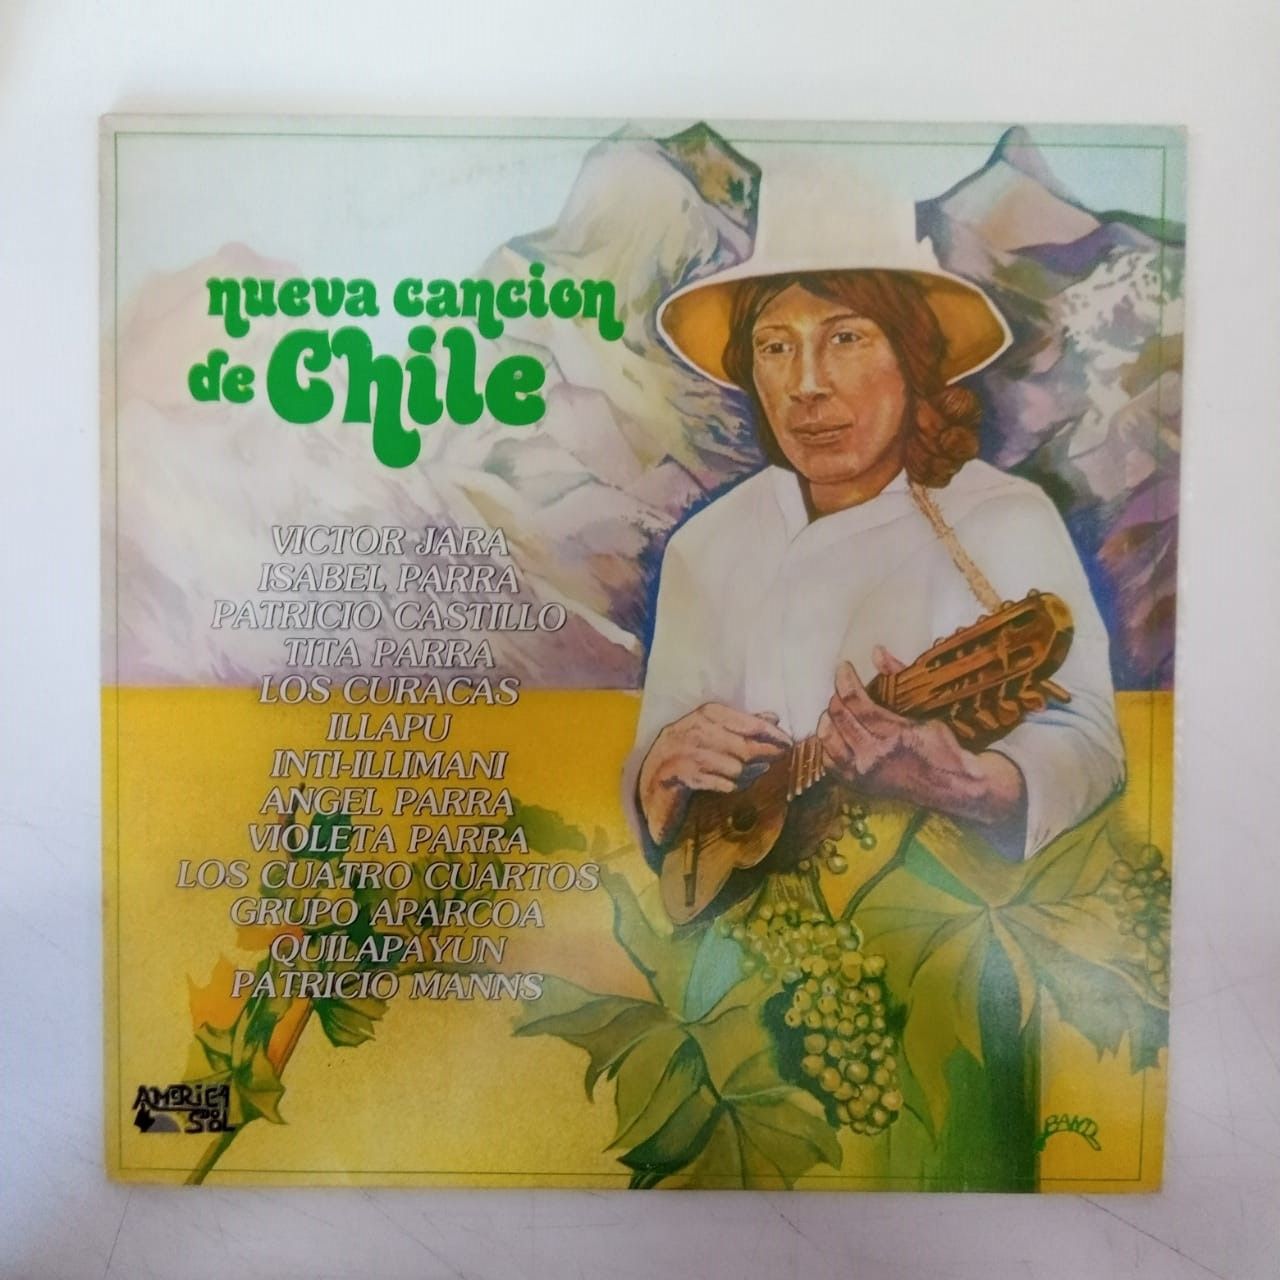 nueva cancion
de Chile
VICTOR JARA
ISABEL PARRA
PATRICIO CASTILLO
TITA PARRA
LOS CURACAS
ILLAPU
INTI-ILLIMANI
ANGEL PARRA
VIOLETA PARRA
LOS CUATRO CUARTOS
GRUPO APARCOA
QUILAPAYUN
PATRICIO MANNS
AMERICA
DO SOL